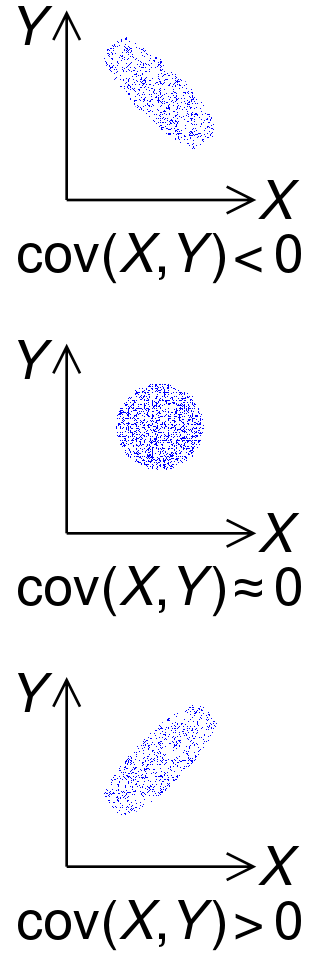 Y
X
cov(X, Y) < 0
Y
X
cov(X, Y) ≈ 0
Y
X
cov(X, Y) > 0